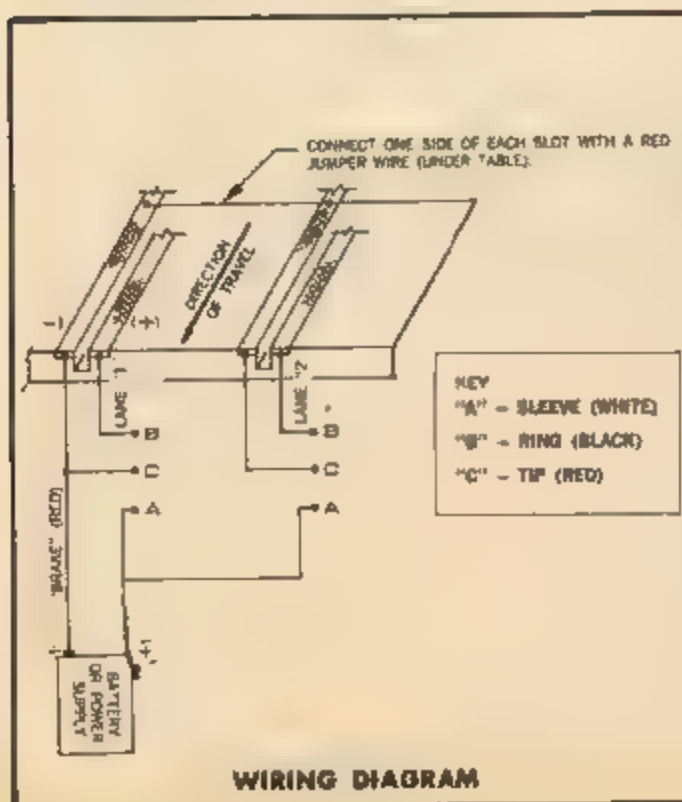 CONNECT ONE SIDE OF EACH SLOT WITH A RED
JUMPER WIRE (UNDER TABLE).
DIRECTION
OF TRAVEL
(-)
(+)
LANE "1
LANE "2
B
C
A
B
C
A
"BRAKE" (RED)
KEY
"A" - SLEEVE (WHITE)
"B" - RING (BLACK)
"C" - TIP (RED)
BATTERY
OR POWER
SUPPLY
WIRING DIAGRAM